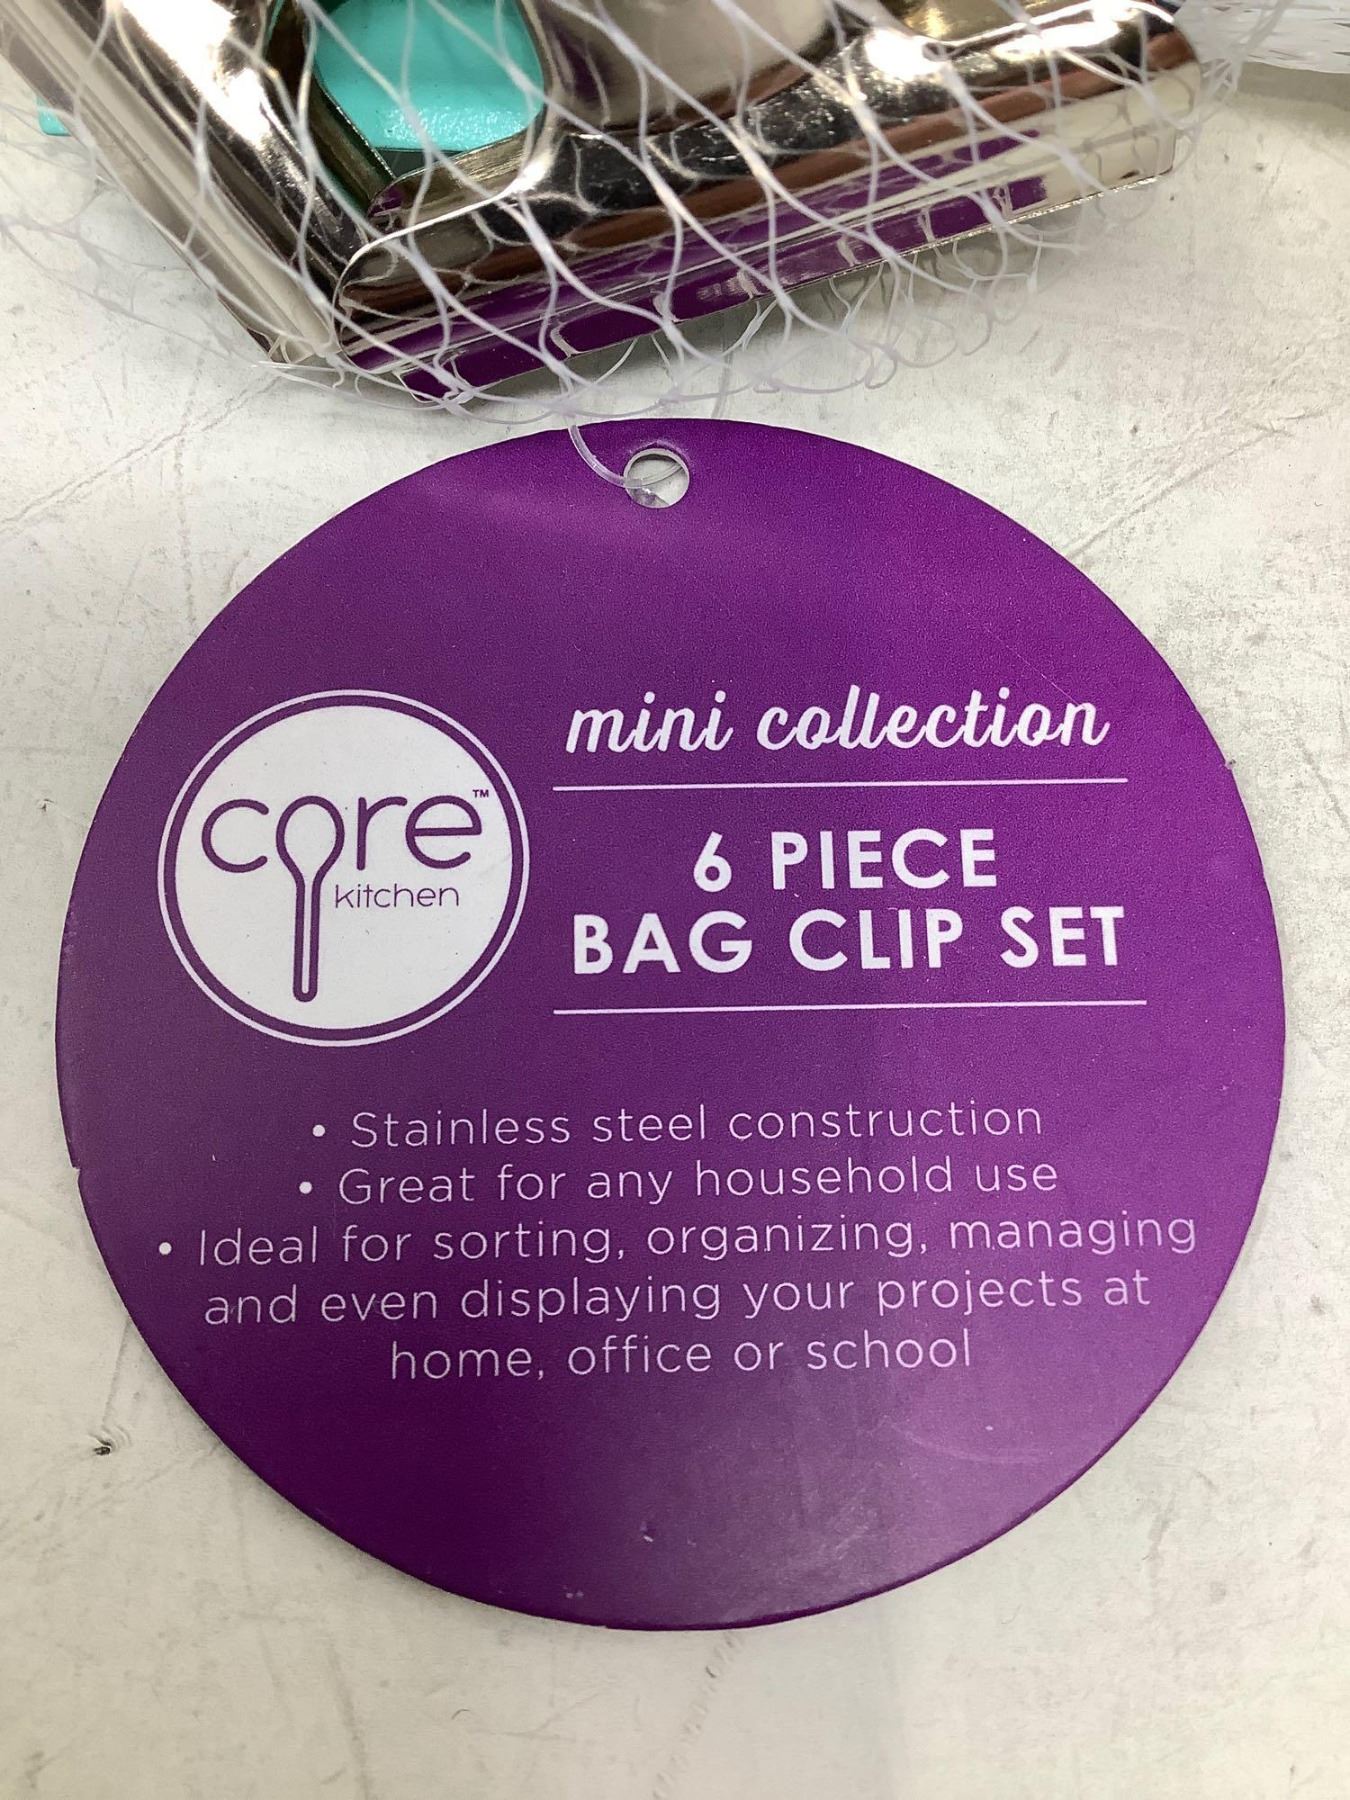 mini collection
core™
kitchen
6 PIECE
BAG CLIP SET
• Stainless steel construction
• Great for any household use
• Ideal for sorting, organizing, managing
and even displaying your projects at
home, office or school